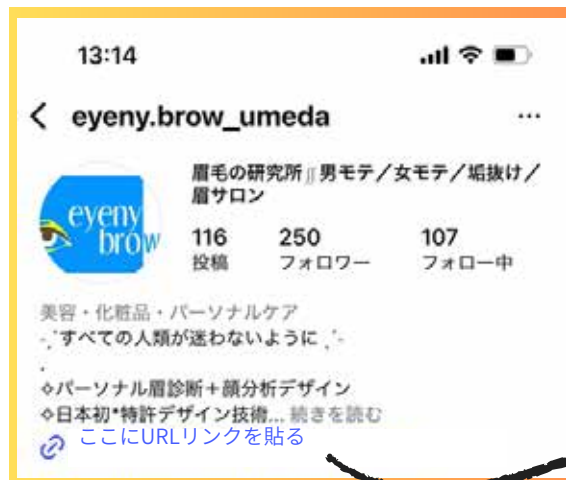 13:14
eyeny.brow_umeda
...
眉毛の研究所∬男モテ/女モテ/垢抜け/
眉サロン
eyeny
brow
116 250 107
投稿 フォロワー フォロー中
美容・化粧品・パーソナルケア
˗ˏˋすべての人類が迷わないように ˎˊ˗
.
⟡パーソナル眉診断+顔分析デザイン
⟡日本初*特許デザイン技術... 続きを読む
ここにURLリンクを貼る